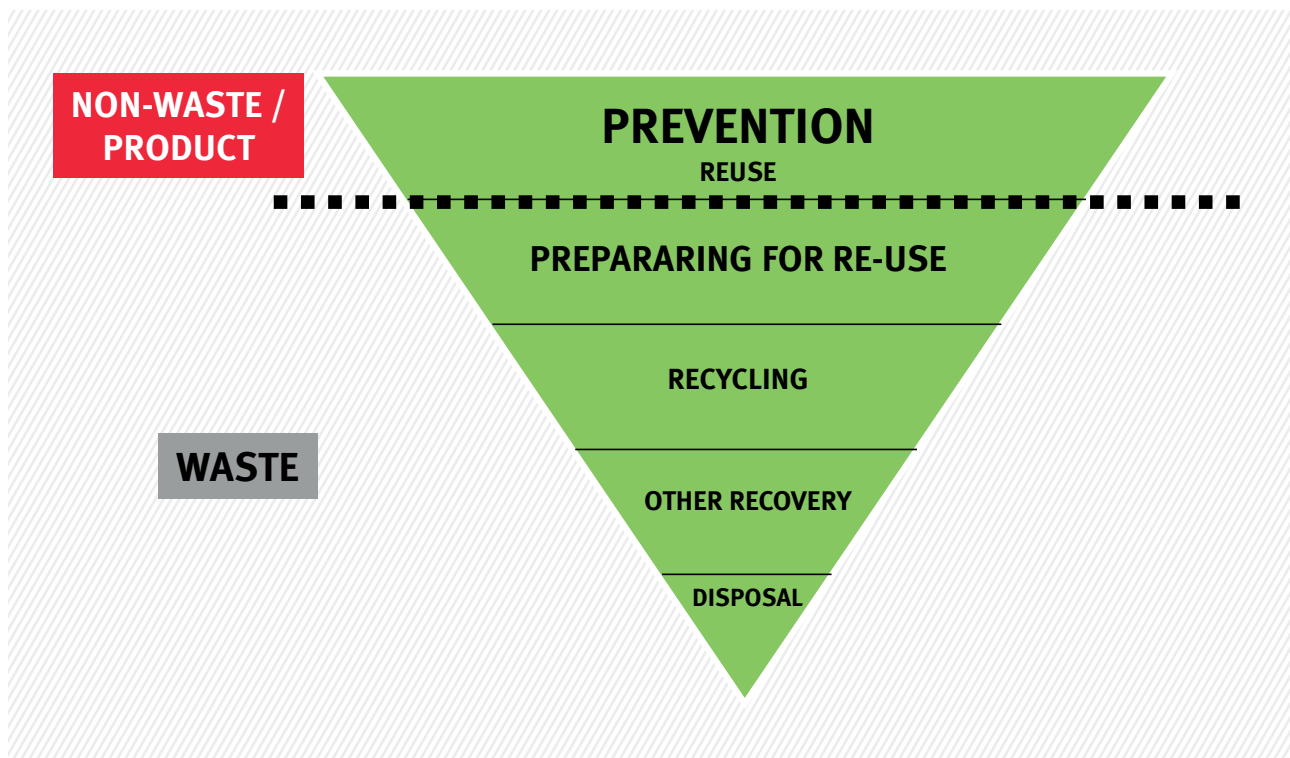 NON-WASTE /
PRODUCT
PREVENTION
REUSE
PREPARARING FOR RE-USE
RECYCLING
WASTE
OTHER RECOVERY
DISPOSAL